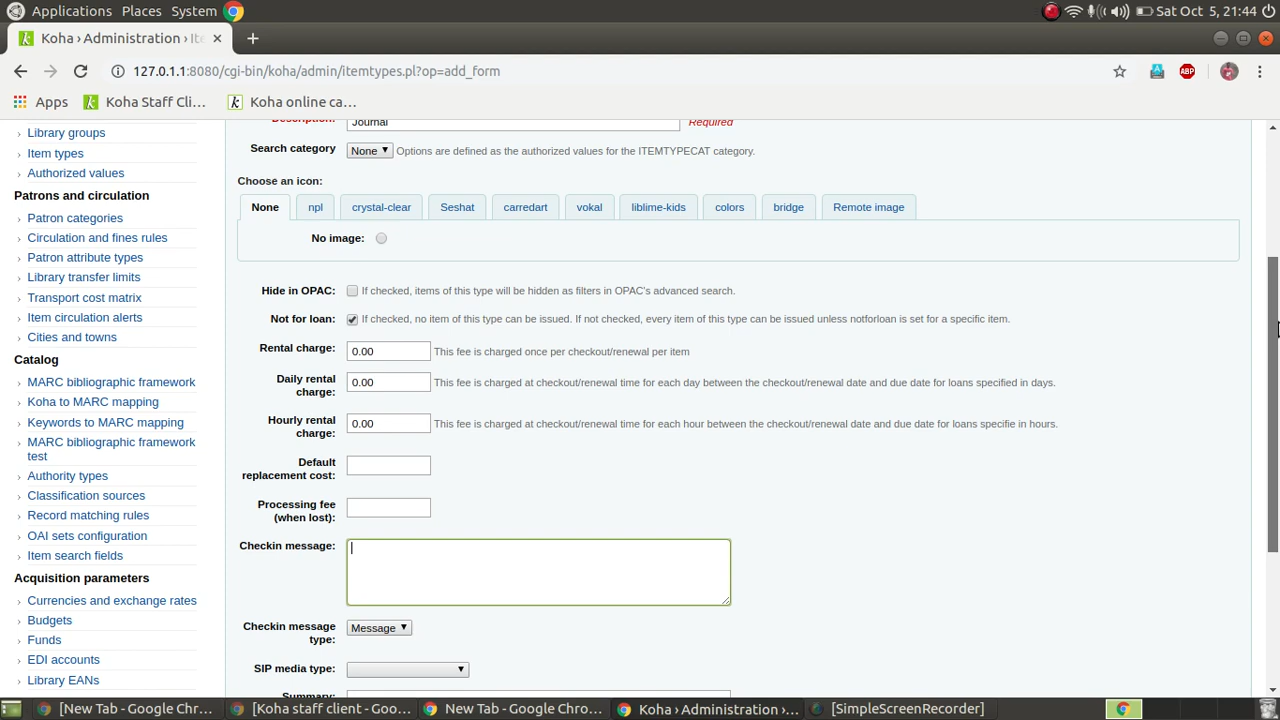 Applications Places System Sat Oct 5, 21:44
Koha › Administration › Ite
127.0.1.1:8080/cgi-bin/koha/admin/itemtypes.pl?op=add_form
Apps Koha Staff Cli... Koha online ca...
Library groups
Item types
Authorized values
Patrons and circulation
Patron categories
Circulation and fines rules
Patron attribute types
Library transfer limits
Transport cost matrix
Item circulation alerts
Cities and towns
Catalog
MARC bibliographic framework
Koha to MARC mapping
Keywords to MARC mapping
MARC bibliographic framework
test
Authority types
Classification sources
Record matching rules
OAI sets configuration
Item search fields
Acquisition parameters
Currencies and exchange rates
Budgets
Funds
EDI accounts
Library EANs
Description: Journal Required
Search category None Options are defined as the authorized values for the ITEMTYPECAT category.
Choose an icon:
None npl crystal-clear Seshat carredart vokal liblime-kids colors bridge Remote image
No image:
Hide in OPAC: If checked, items of this type will be hidden as filters in OPAC's advanced search.
Not for loan: If checked, no item of this type can be issued. If not checked, every item of this type can be issued unless notforloan is set for a specific item.
Rental charge: 0.00 This fee is charged once per checkout/renewal per item
Daily rental
charge: 0.00 This fee is charged at checkout/renewal time for each day between the checkout/renewal date and due date for loans specified in days.
Hourly rental
charge: 0.00 This fee is charged at checkout/renewal time for each hour between the checkout/renewal date and due date for loans specifie in hours.
Default
replacement cost:
Processing fee
(when lost):
Checkin message:
Checkin message
type: Message
SIP media type:
Summary:
[New Tab - Google Chr... [Koha staff client - Goo... New Tab - Google Chro... Koha › Administration ›... [SimpleScreenRecorder]
ABP